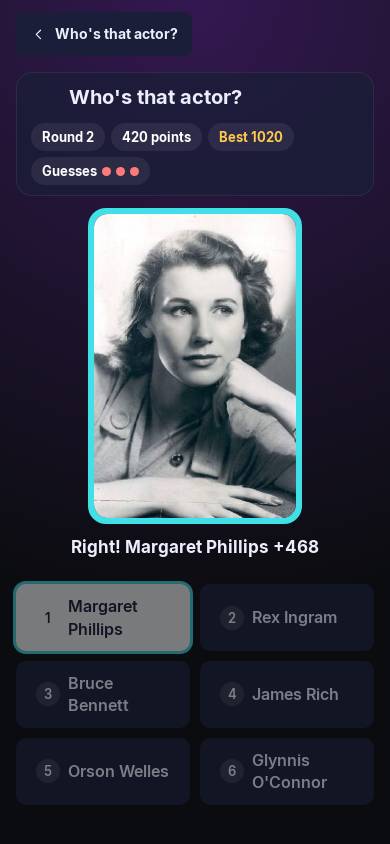 Who's that actor?
Who's that actor?
Round 2
420 points
Best 1020
Guesses
Right! Margaret Phillips +468
1
Margaret
Phillips
2
Rex Ingram
3
Bruce
Bennett
4
James Rich
5
Orson Welles
6
Glynnis
O'Connor